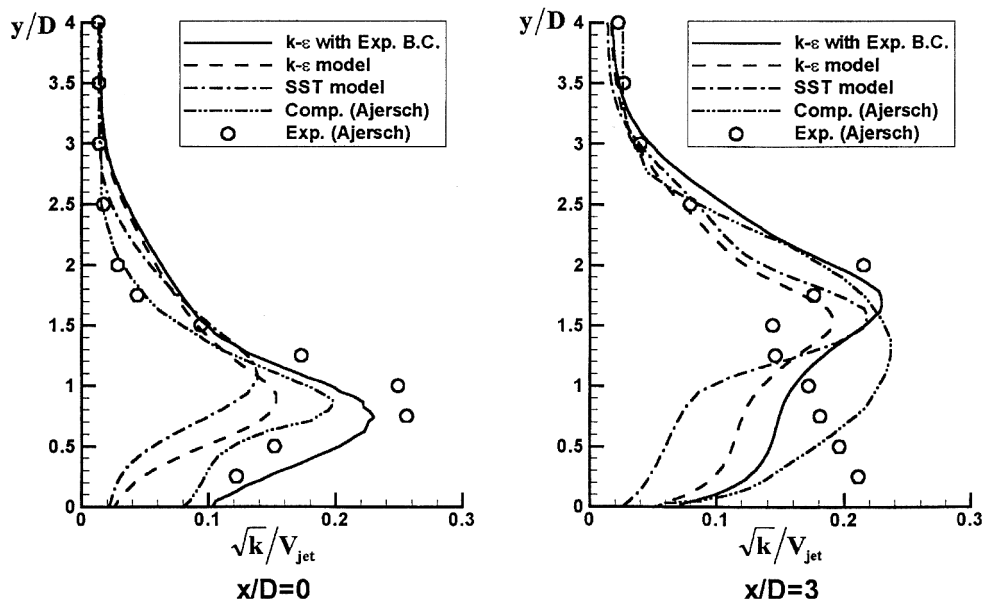 y/D
4
3.5
3
2.5
2
1.5
1
0.5
0
0
0.1
0.2
0.3
k-ε with Exp. B.C.
k-ε model
SST model
Comp. (Ajersch)
Exp. (Ajersch)
√k/V_jet
x/D=0
y/D
4
3.5
3
2.5
2
1.5
1
0.5
0
0
0.1
0.2
0.3
k-ε with Exp. B.C.
k-ε model
SST model
Comp. (Ajersch)
Exp. (Ajersch)
√k/V_jet
x/D=3